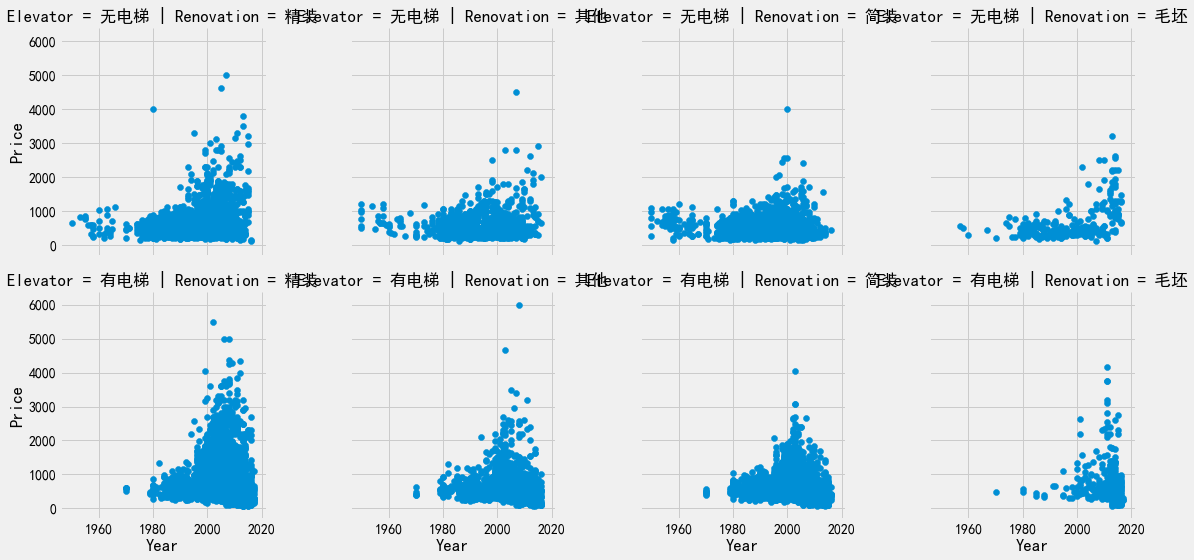 Elevator = 无电梯 | Renovation = 精装
Elevator = 无电梯 | Renovation = 其他
Elevator = 无电梯 | Renovation = 简装
Elevator = 无电梯 | Renovation = 毛坯
6000
5000
4000
3000
2000
1000
0
Price
Elevator = 有电梯 | Renovation = 精装
Elevator = 有电梯 | Renovation = 其他
Elevator = 有电梯 | Renovation = 简装
Elevator = 有电梯 | Renovation = 毛坯
6000
5000
4000
3000
2000
1000
0
Price
1960 1980 2000 2020
1960 1980 2000 2020
1960 1980 2000 2020
1960 1980 2000 2020
Year
Year
Year
Year